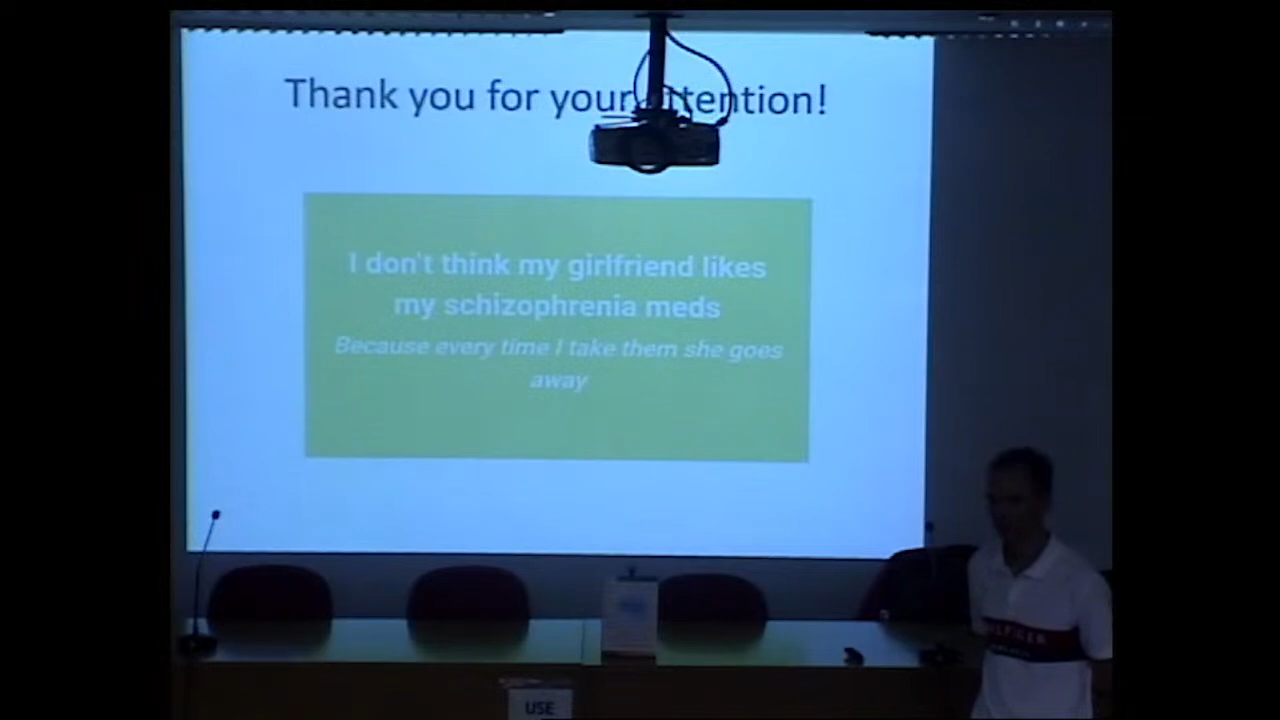 Thank you for your attention!
I don't think my girlfriend likes
my schizophrenia meds
Because every time I take them she goes
away
USE